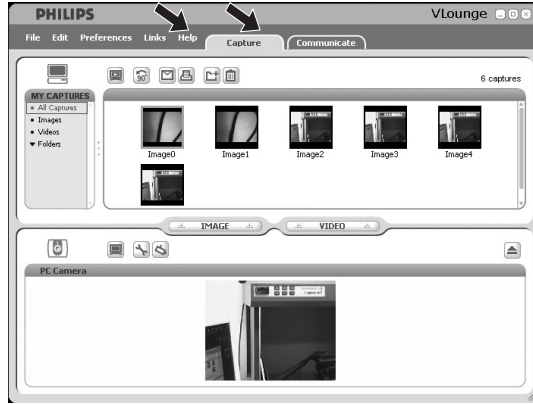 PHILIPS VLounge
File Edit Preferences Links Help Capture Communicate
6 captures
MY CAPTURES
All Captures
Images
Videos
Folders
Image0 Image1 Image2 Image3 Image4
IMAGE VIDEO
PC Camera